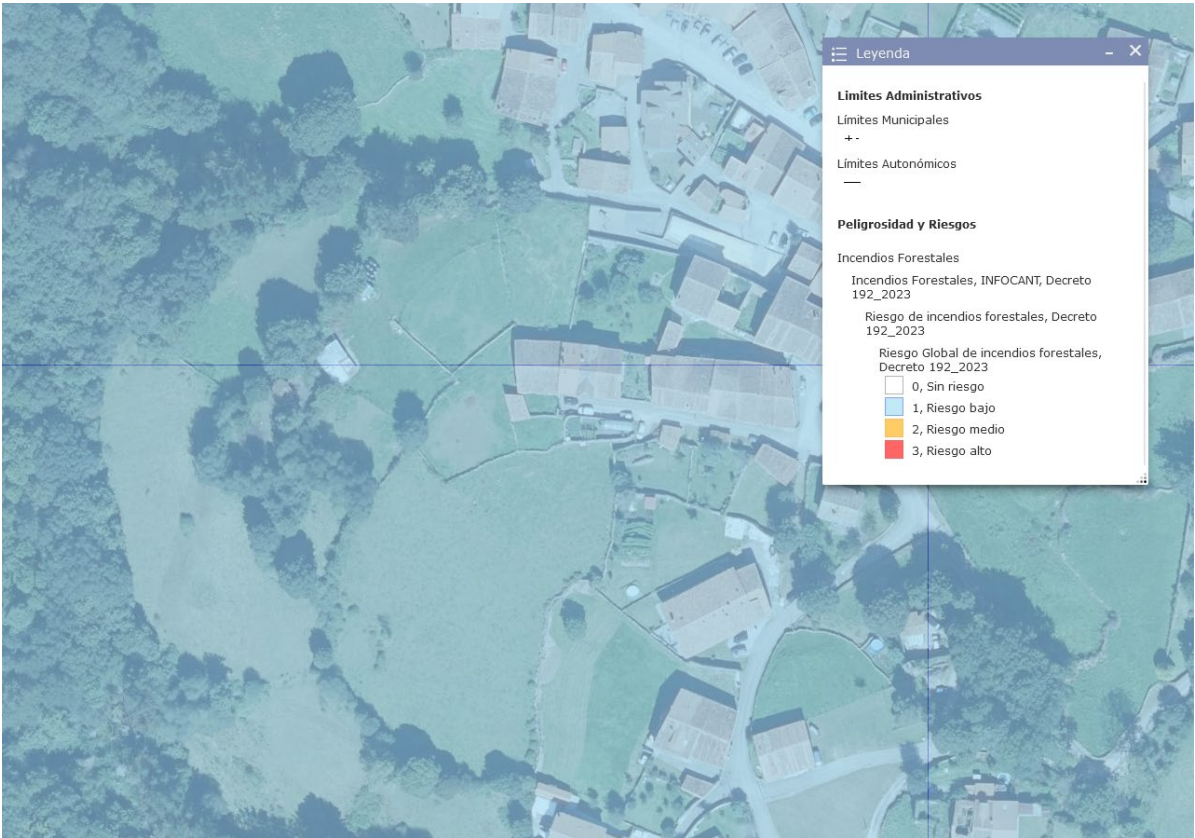 Leyenda
Limites Administrativos
Límites Municipales
Límites Autonómicos
Peligrosidad y Riesgos
Incendios Forestales
Incendios Forestales, INFOCANT, Decreto
192_2023
Riesgo de incendios forestales, Decreto
192_2023
Riesgo Global de incendios forestales,
Decreto 192_2023
0, Sin riesgo
1, Riesgo bajo
2, Riesgo medio
3, Riesgo alto